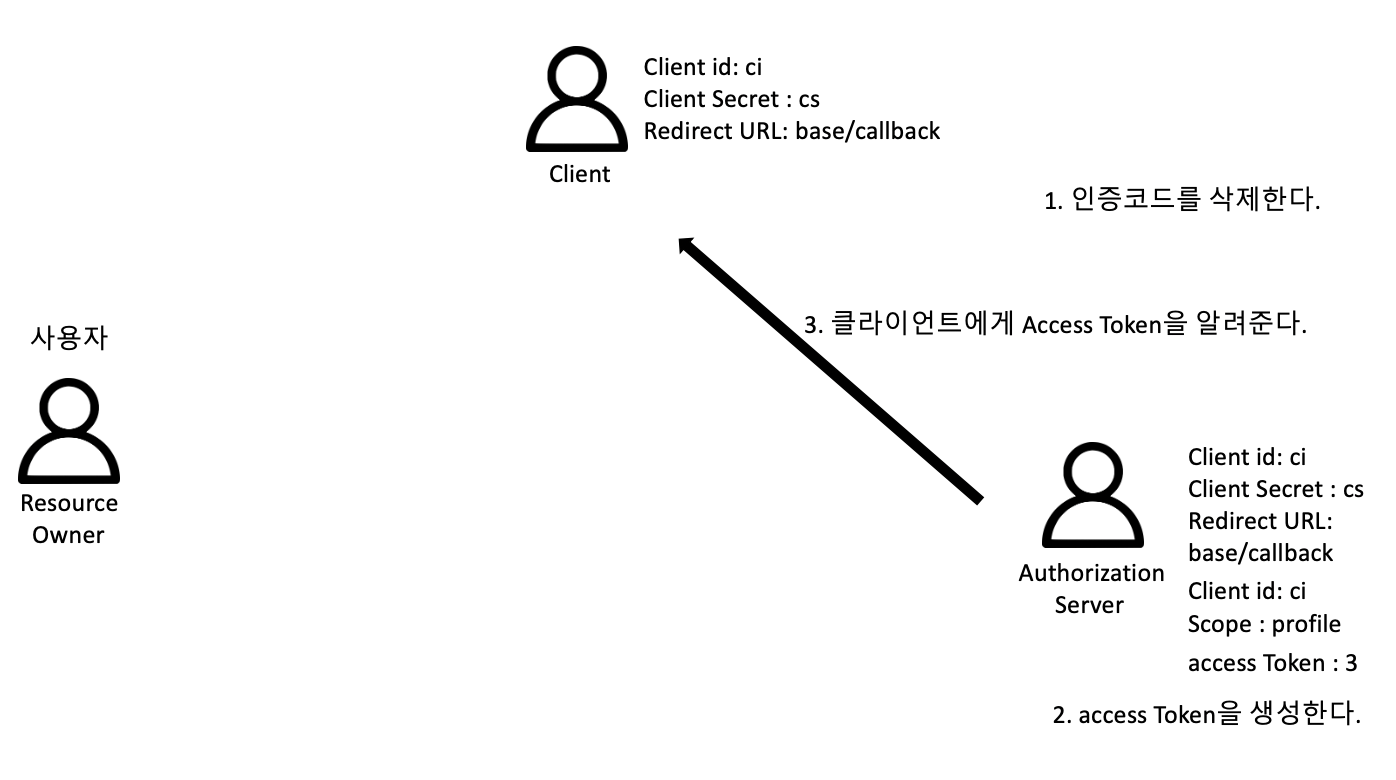 Client id: ci
Client Secret : cs
Redirect URL: base/callback
Client
1. 인증코드를 삭제한다.
3. 클라이언트에게 Access Token을 알려준다.
사용자
Resource
Owner
Authorization
Server
Client id: ci
Client Secret : cs
Redirect URL:
base/callback
Client id: ci
Scope : profile
access Token : 3
2. access Token을 생성한다.